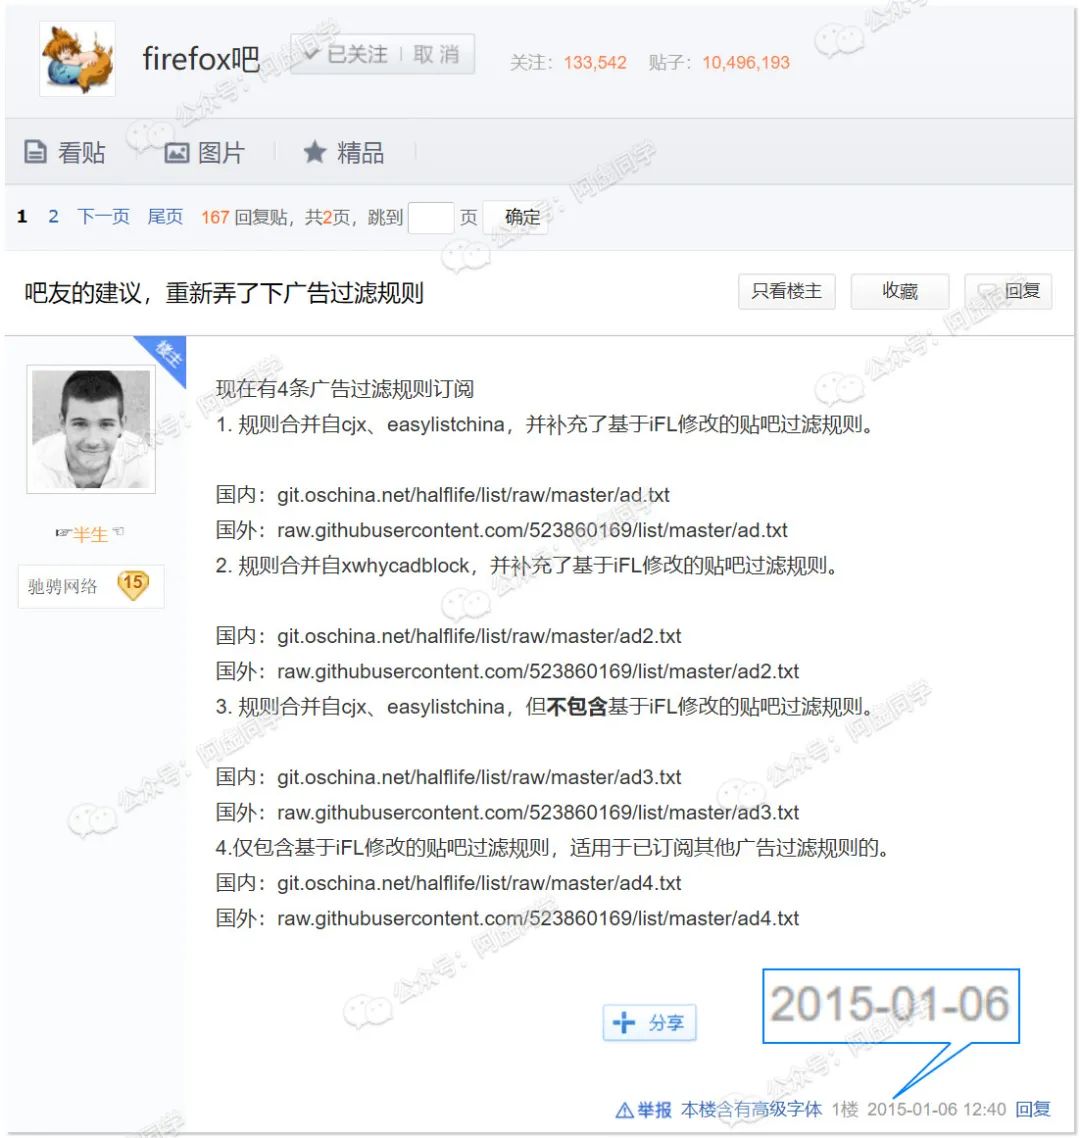 firefox吧
已关注 | 取消
关注：133,542 贴子：10,496,193
看贴 图片 精品
1 2 下一页 尾页 167 回复贴，共2页，跳到 页 确定
吧友的建议，重新弄了下广告过滤规则
只看楼主 收藏 回复
楼主
现在有4条广告过滤规则订阅
1. 规则合并自cjx、easylistchina，并补充了基于iFL修改的贴吧过滤规则。
国内：git.oschina.net/halflife/list/raw/master/ad.txt
国外：raw.githubusercontent.com/523860169/list/master/ad.txt
2. 规则合并自xwhycadblock，并补充了基于iFL修改的贴吧过滤规则。
国内：git.oschina.net/halflife/list/raw/master/ad2.txt
国外：raw.githubusercontent.com/523860169/list/master/ad2.txt
3. 规则合并自cjx、easylistchina，但不包含基于iFL修改的贴吧过滤规则。
国内：git.oschina.net/halflife/list/raw/master/ad3.txt
国外：raw.githubusercontent.com/523860169/list/master/ad3.txt
4.仅包含基于iFL修改的贴吧过滤规则，适用于已订阅其他广告过滤规则的。
国内：git.oschina.net/halflife/list/raw/master/ad4.txt
国外：raw.githubusercontent.com/523860169/list/master/ad4.txt
☞半生☜
驰骋网络 15
分享
2015-01-06
举报 本楼含有高级字体 1楼 2015-01-06 12:40 回复
公众号：阿虚同学